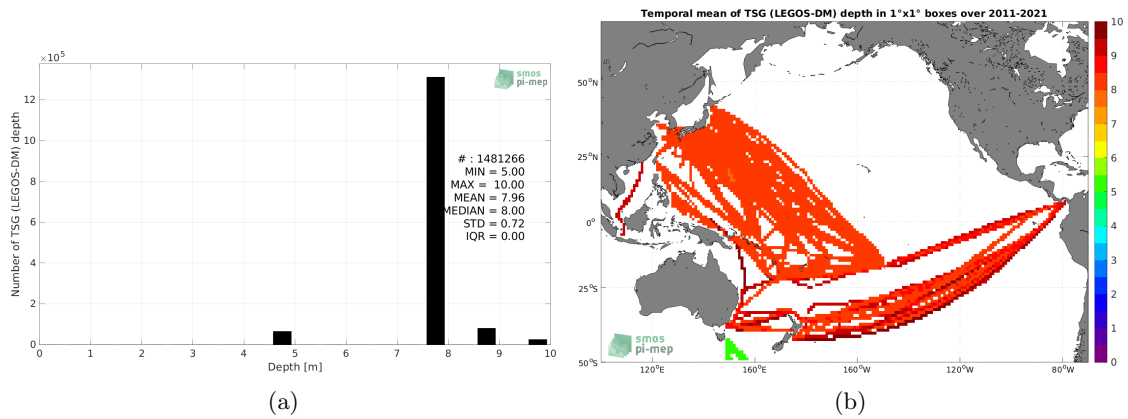 ×10⁵
12
10
8
6
4
2
0
Number of TSG (LEGOS-DM) depth
smos
pi-mep
# : 1481266
MIN = 5.00
MAX = 10.00
MEAN = 7.96
MEDIAN = 8.00
STD = 0.72
IQR = 0.00
0 1 2 3 4 5 6 7 8 9 10
Depth [m]
(a)
Temporal mean of TSG (LEGOS-DM) depth in 1°x1° boxes over 2011-2021
50°N
25°N
0°
25°S
50°S
smos
pi-mep
120°W 160°W 160°W 120°W 80°W
10
9
8
7
6
5
4
3
2
1
0
(b)